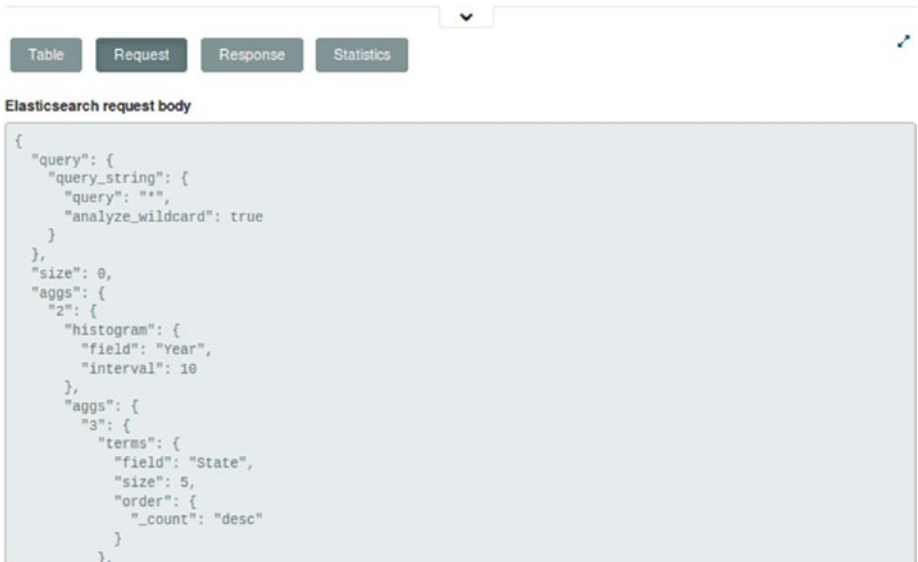 Table Request Response Statistics
Elasticsearch request body
{
  "query": {
    "query_string": {
      "query": "*",
      "analyze_wildcard": true
    }
  },
  "size": 0,
  "aggs": {
    "2": {
      "histogram": {
        "field": "Year",
        "interval": 10
      },
      "aggs": {
        "3": {
          "terms": {
            "field": "State",
            "size": 5,
            "order": {
              "_count": "desc"
            }
          },